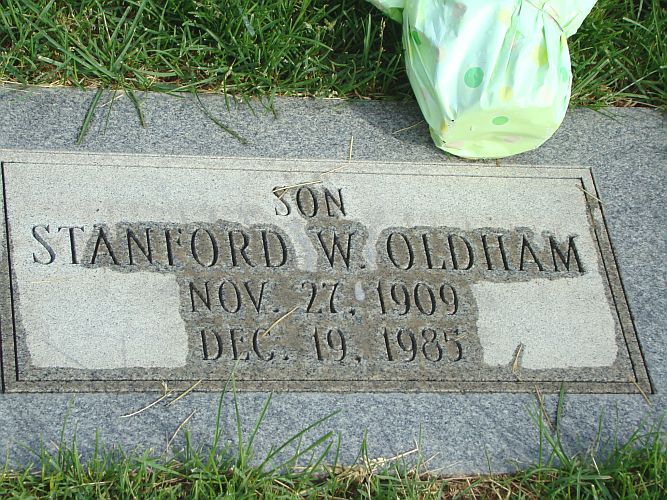 SON
STANFORD W. OLDHAM
NOV. 27, 1909
DEC. 19, 1985